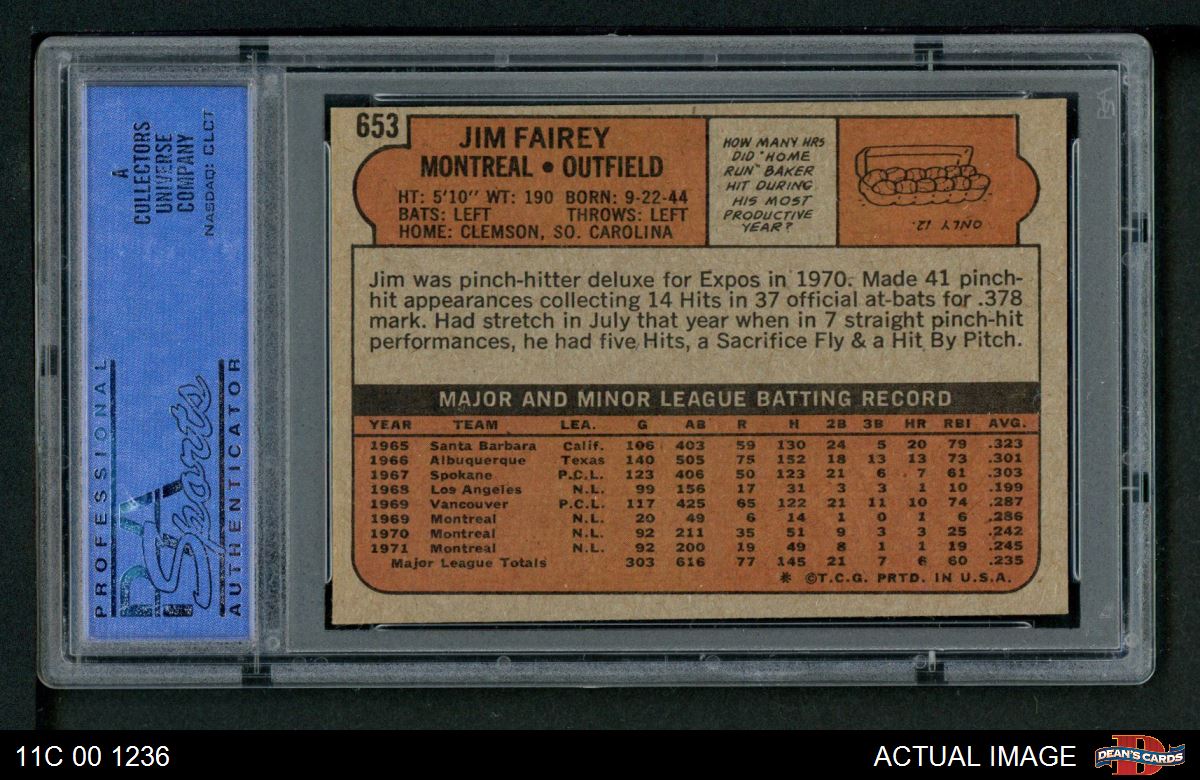 A
COLLECTORS
UNIVERSE
COMPANY
NASDAQ: CLCT
PROFESSIONAL
PSA
Sports
AUTHENTICATOR
653
JIM FAIREY
MONTREAL • OUTFIELD
HT: 5'10" WT: 190 BORN: 9-22-44
BATS: LEFT THROWS: LEFT
HOME: CLEMSON, SO. CAROLINA
HOW MANY HRS
DID "HOME
RUN" BAKER
HIT DURING
HIS MOST
PRODUCTIVE
YEAR?
ONLY 12.
Jim was pinch-hitter deluxe for Expos in 1970. Made 41 pinch-
hit appearances collecting 14 Hits in 37 official at-bats for .378
mark. Had stretch in July that year when in 7 straight pinch-hit
performances, he had five Hits, a Sacrifice Fly & a Hit By Pitch.
MAJOR AND MINOR LEAGUE BATTING RECORD
YEAR TEAM LEA. G AB R H 2B 3B HR RBI AVG.
1965 Santa Barbara Calif. 106 403 59 130 24 5 20 79 .323
1966 Albuquerque Texas 140 505 75 152 18 13 13 73 .301
1967 Spokane P.C.L. 123 406 50 123 21 6 7 61 .303
1968 Los Angeles N.L. 99 156 17 31 3 3 1 10 .199
1969 Vancouver P.C.L. 117 425 65 122 21 11 10 74 .287
1969 Montreal N.L. 20 49 6 14 1 0 1 6 .286
1970 Montreal N.L. 92 211 35 51 9 3 3 25 .242
1971 Montreal N.L. 92 200 19 49 8 1 1 19 .245
Major League Totals 303 616 77 145 21 7 6 60 .235
* ©T.C.G. PRTD. IN U.S.A.
11C 00 1236
ACTUAL IMAGE
DEAN'S CARDS